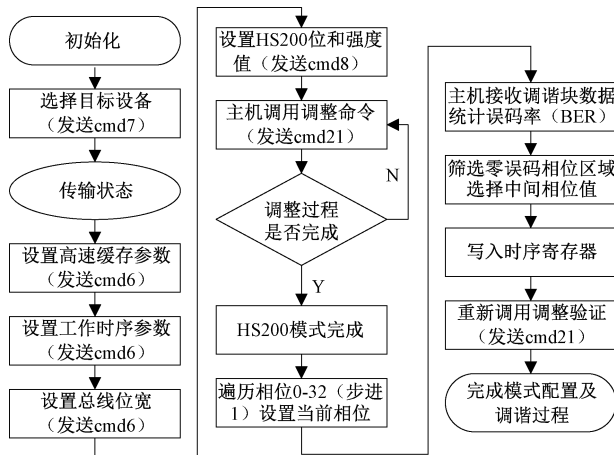 初始化
选择目标设备
（发送cmd7）
传输状态
设置高速缓存参数
（发送cmd6）
设置工作时序参数
（发送cmd6）
设置总线位宽
（发送cmd6）
设置HS200位和强度
值（发送cmd8）
主机调用调整命令
（发送cmd21）
N
调整过程
是否完成
Y
HS200模式完成
遍历相位0-32（步进
1）设置当前相位
主机接收调谐块数据
统计误码率（BER）
筛选零误码相位区域
选择中间相位值
写入时序寄存器
重新调用调整验证
（发送cmd21）
完成模式配置及
调谐过程